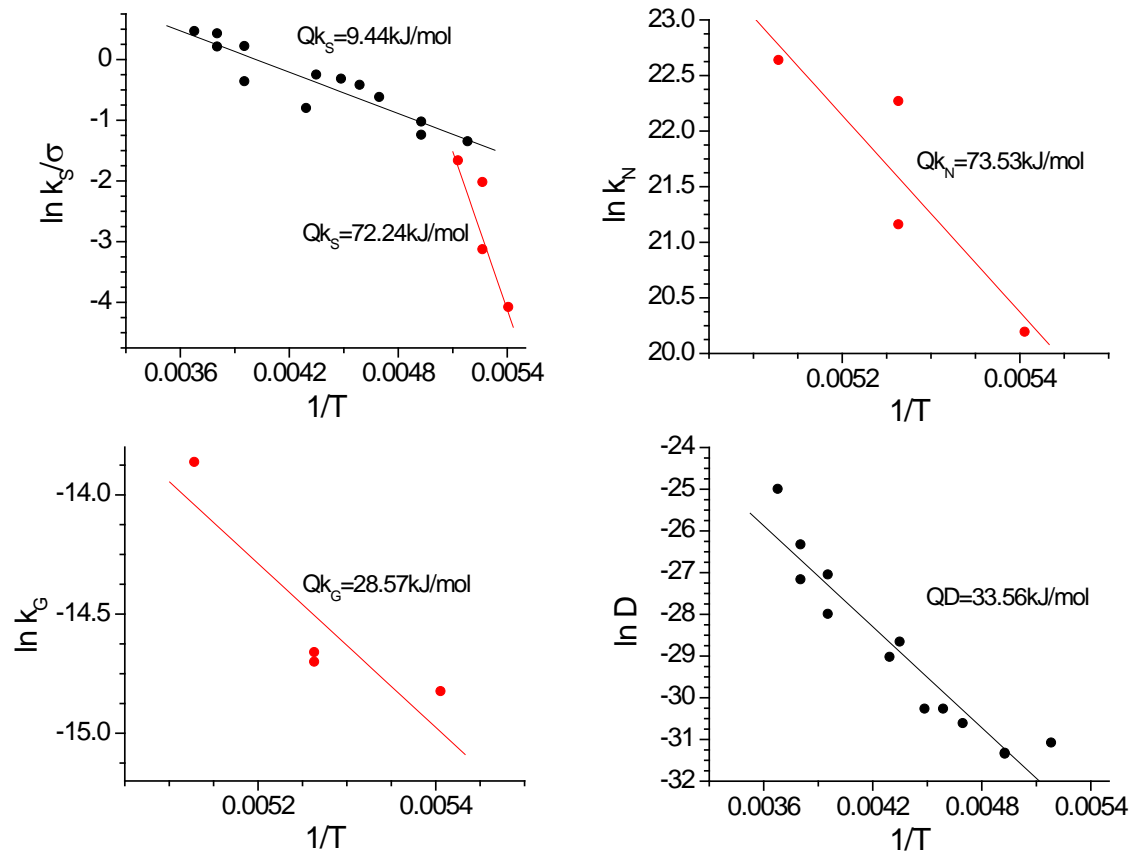 ln k_S/σ
0
-1
-2
-3
-4
Qk_S=9.44kJ/mol
Qk_S=72.24kJ/mol
0.0036
0.0042
0.0048
0.0054
1/T
ln k_N
23.0
22.5
22.0
21.5
21.0
20.5
20.0
Qk_N=73.53kJ/mol
0.0052
0.0054
1/T
ln k_G
-14.0
-14.5
-15.0
Qk_G=28.57kJ/mol
0.0052
0.0054
1/T
ln D
-24
-25
-26
-27
-28
-29
-30
-31
-32
QD=33.56kJ/mol
0.0036
0.0042
0.0048
0.0054
1/T